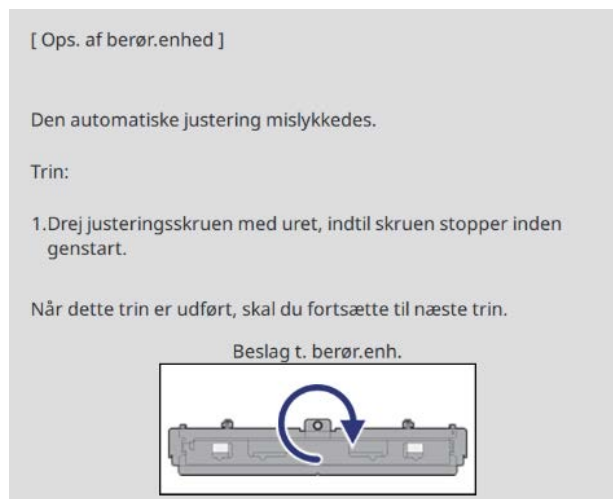 [ Ops. af berør.enhed ]
Den automatiske justering mislykkedes.
Trin:
1.Drej justeringsskruen med uret, indtil skruen stopper inden
genstart.
Når dette trin er udført, skal du fortsætte til næste trin.
Beslag t. berør.enh.